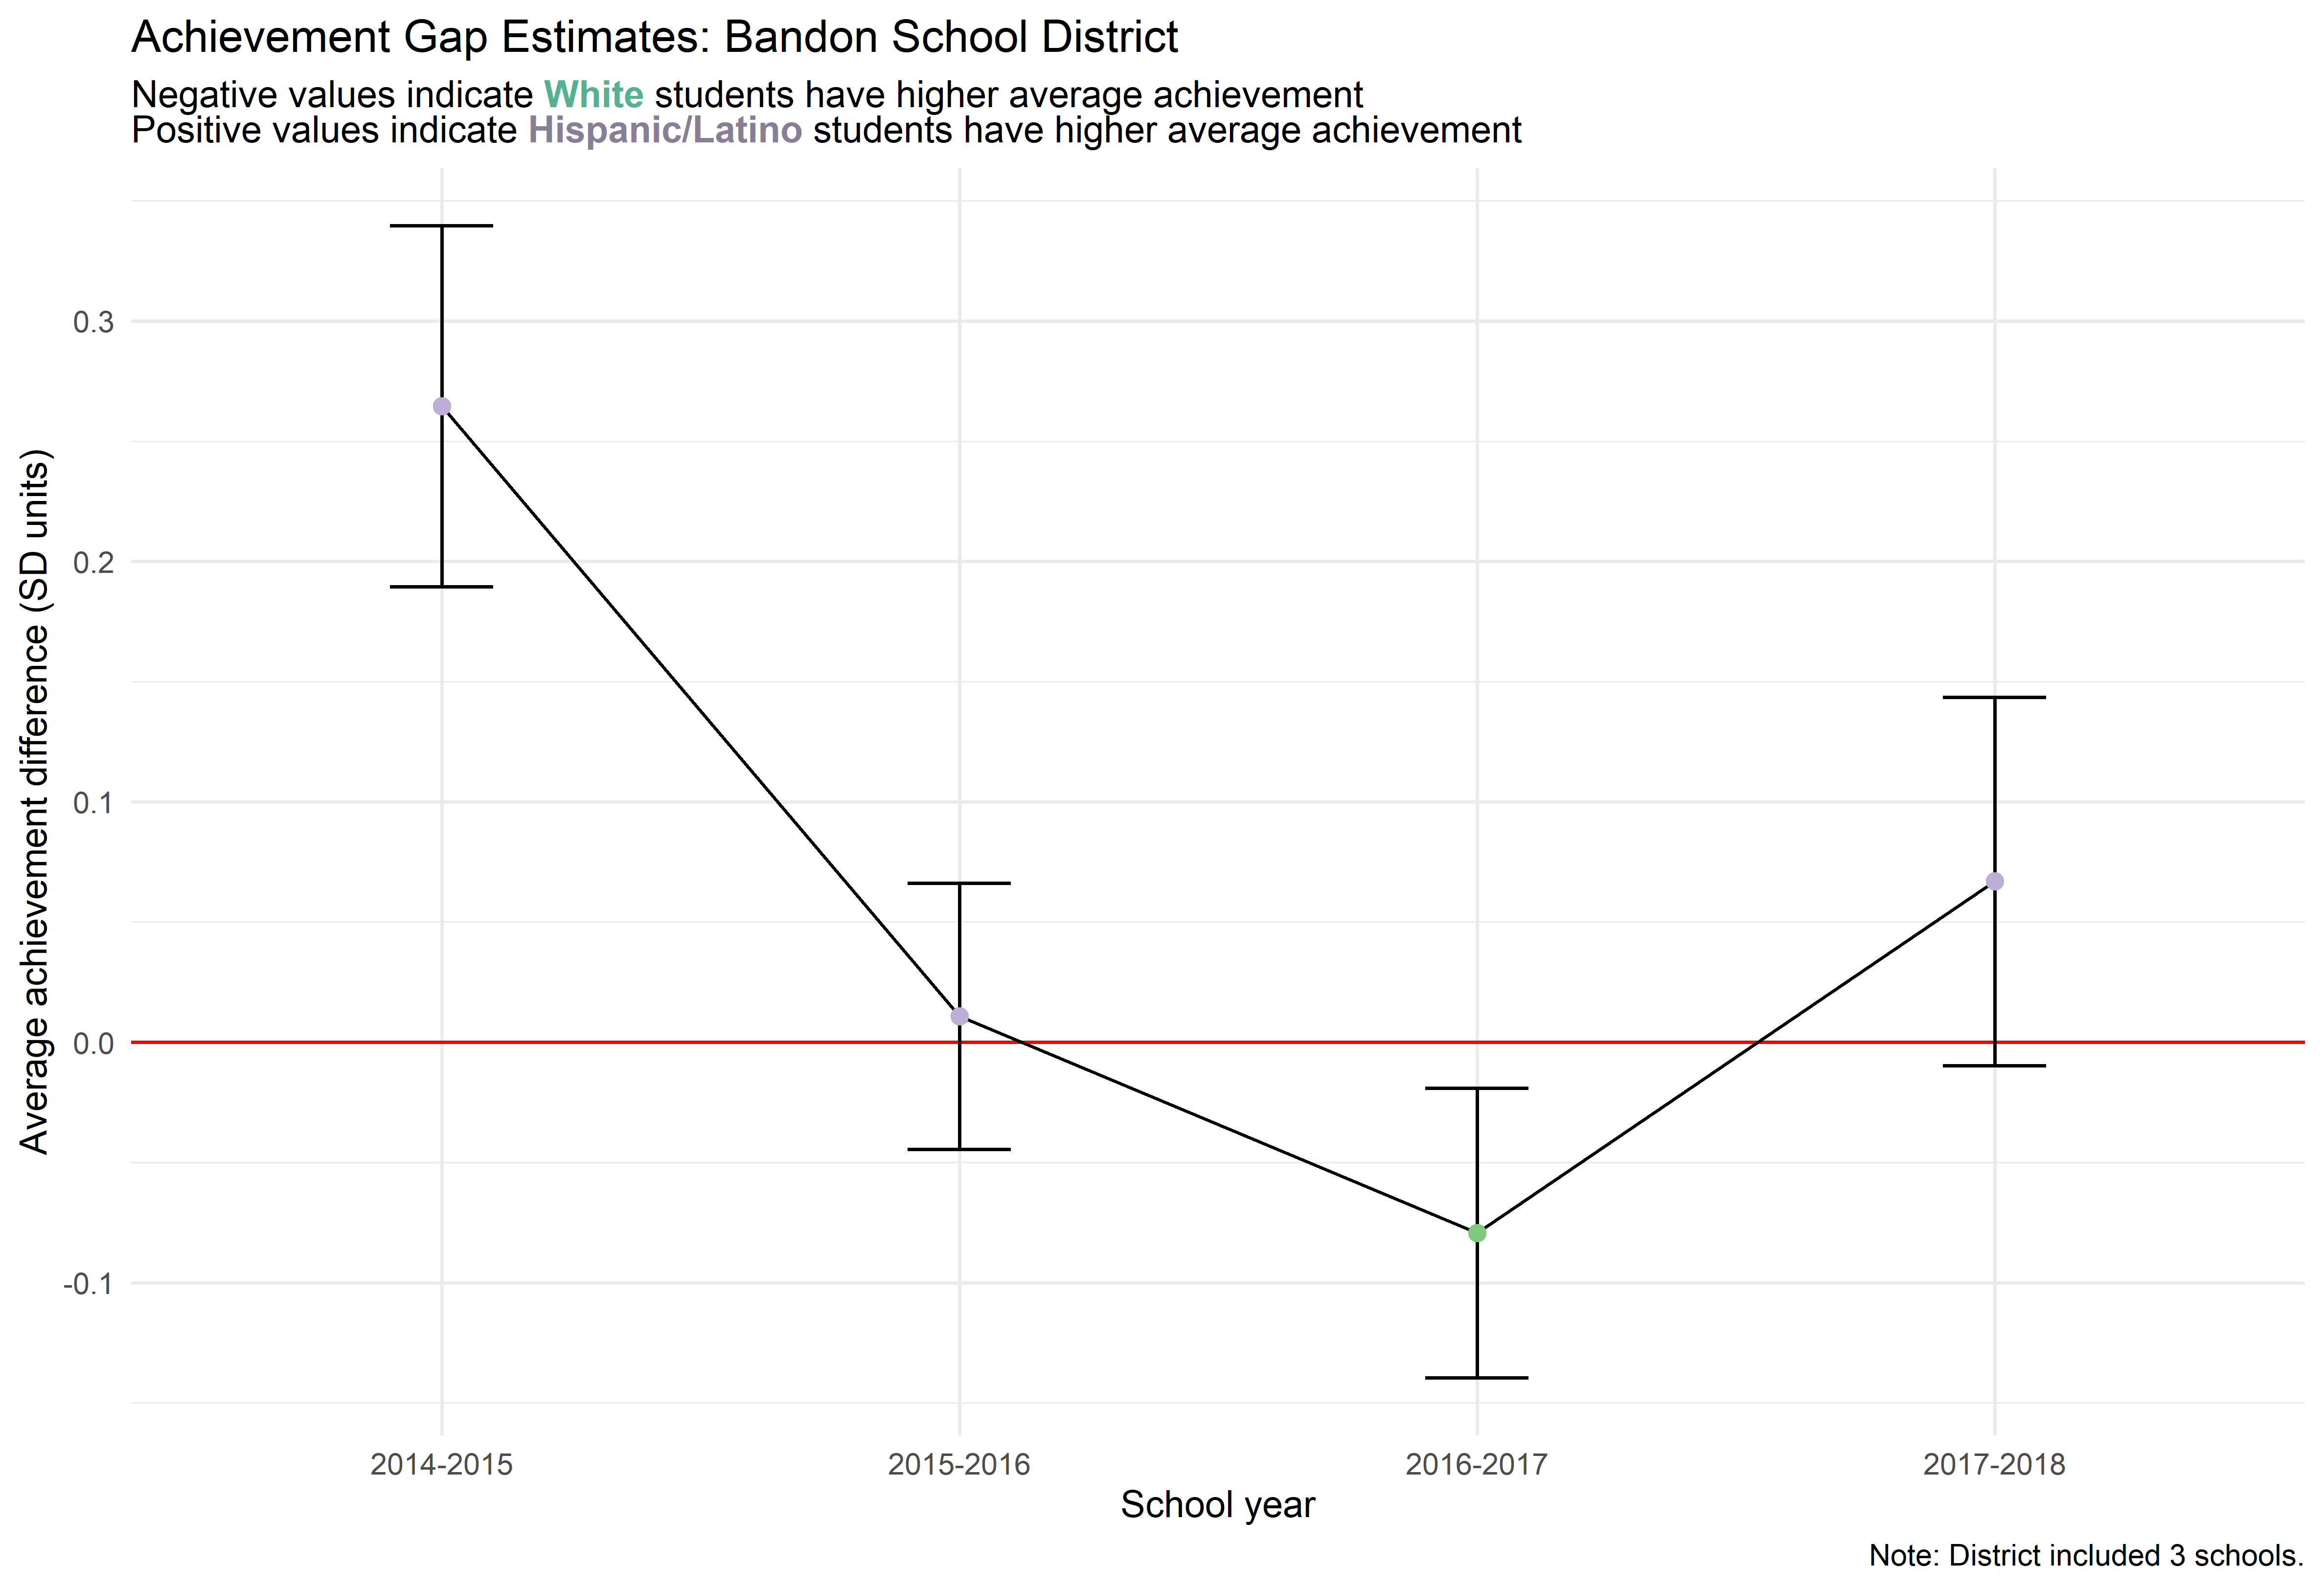 Achievement Gap Estimates: Bandon School District
Negative values indicate White students have higher average achievement
Positive values indicate Hispanic/Latino students have higher average achievement
Average achievement difference (SD units)
0.3
0.2
0.1
0.0
-0.1
2014-2015
2015-2016
2016-2017
2017-2018
School year
Note: District included 3 schools.